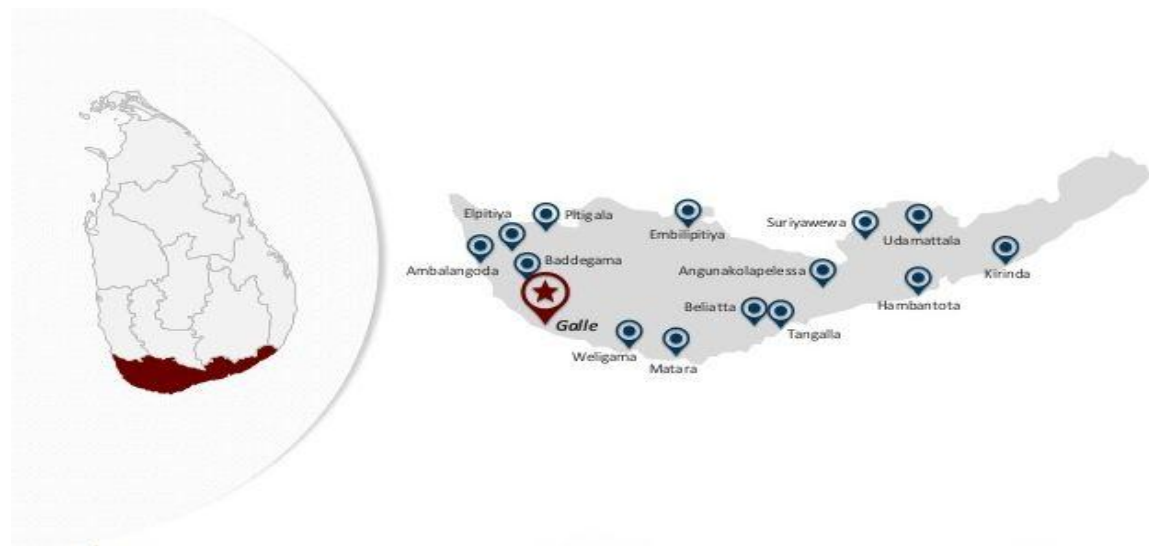 Elpitiya
Pitigala
Embilipitiya
Suriyawewa
Udamattala
Ambalangoda
Baddegama
Angunakolapelessa
Kirinda
Galle
Beliatta
Hambantota
Tangalla
Weligama
Matara